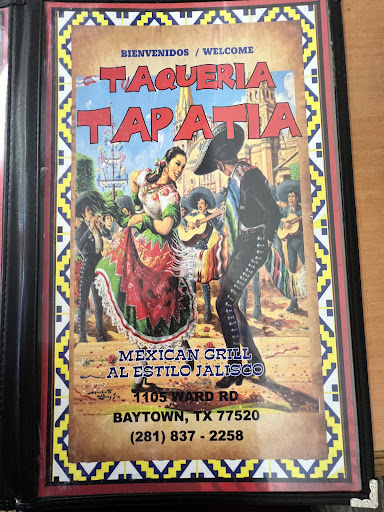 BIENVENIDOS / WELCOME
TAQUERIA
TAPATIA
MEXICAN GRILL
AL ESTILO JALISCO
1105 WARD RD
BAYTOWN, TX 77520
(281) 837 - 2258